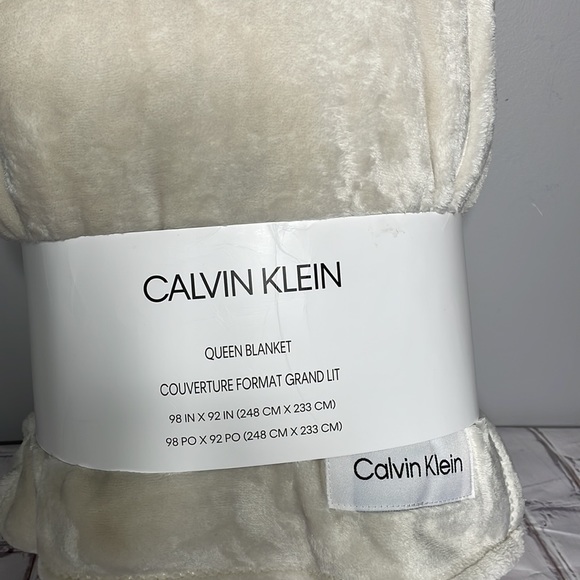 CALVIN KLEIN
QUEEN BLANKET
COUVERTURE FORMAT GRAND LIT
98 IN X 92 IN (248 CM X 233 CM)
98 PO X 92 PO (248 CM X 233 CM)
Calvin Klein